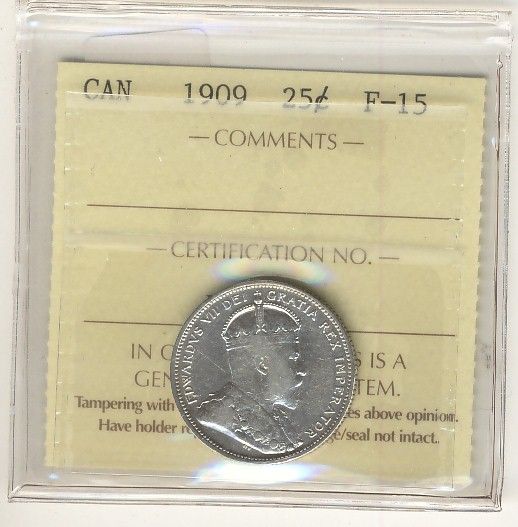 CAN 1909 25¢ F-15
— COMMENTS —
— CERTIFICATION NO. —
EDWARDVS VII DEI GRATIA REX IMPERATOR
IN S IS A
GEN TEM.
Tampering with es above opinion.
Have holder r e/seal not intact.